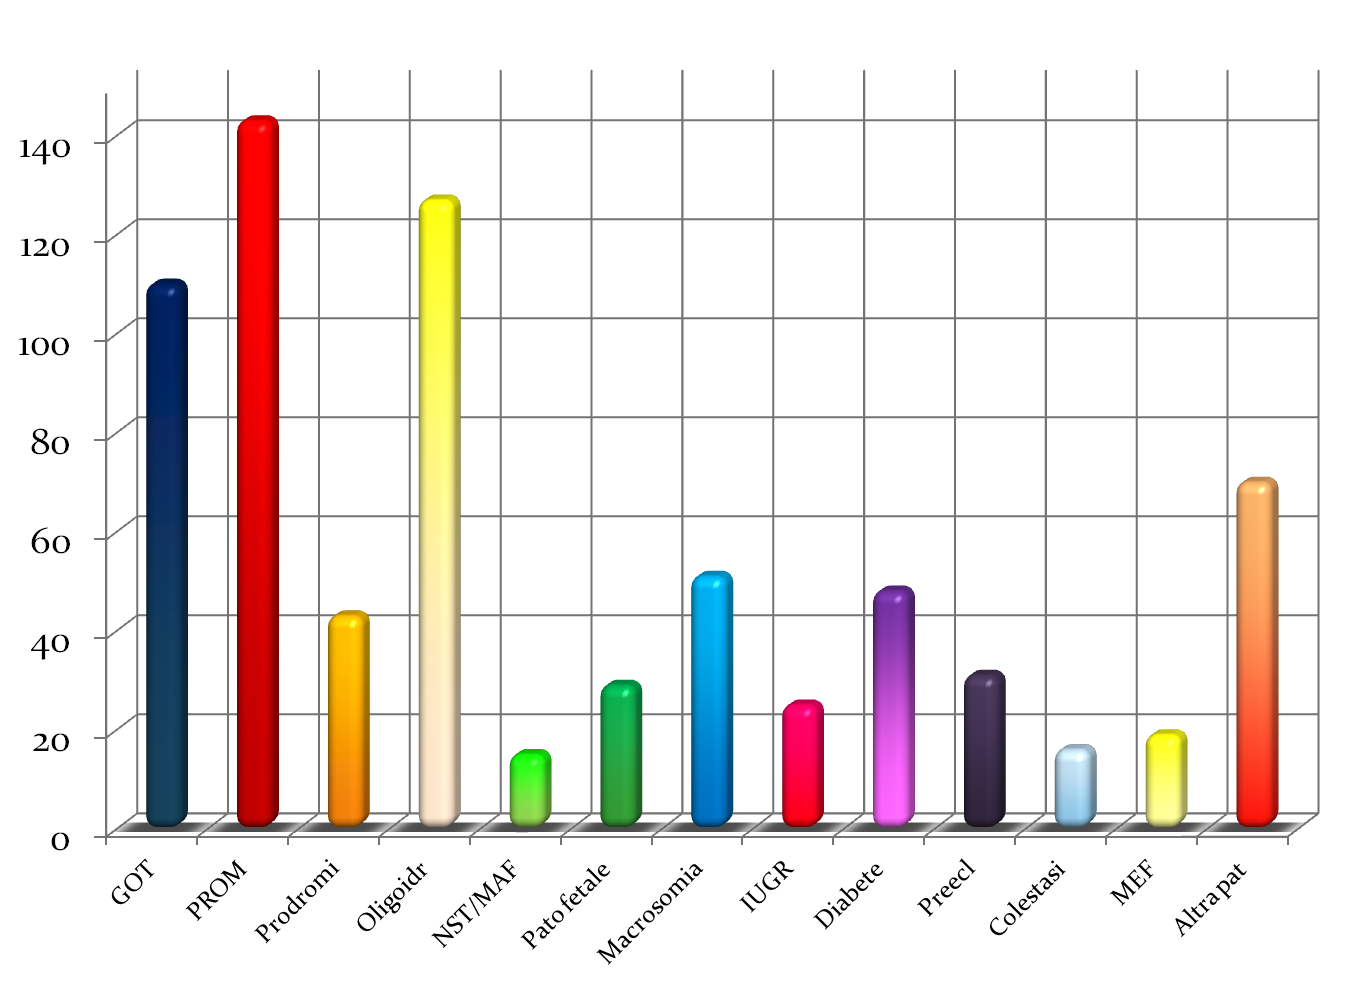 140
120
100
80
60
40
20
0
GOT
PROM
Prodromi
Oligoidr
NST/MAF
Pato fetale
Macrosomia
IUGR
Diabete
Preecl
Colestasi
MEF
Altra pat